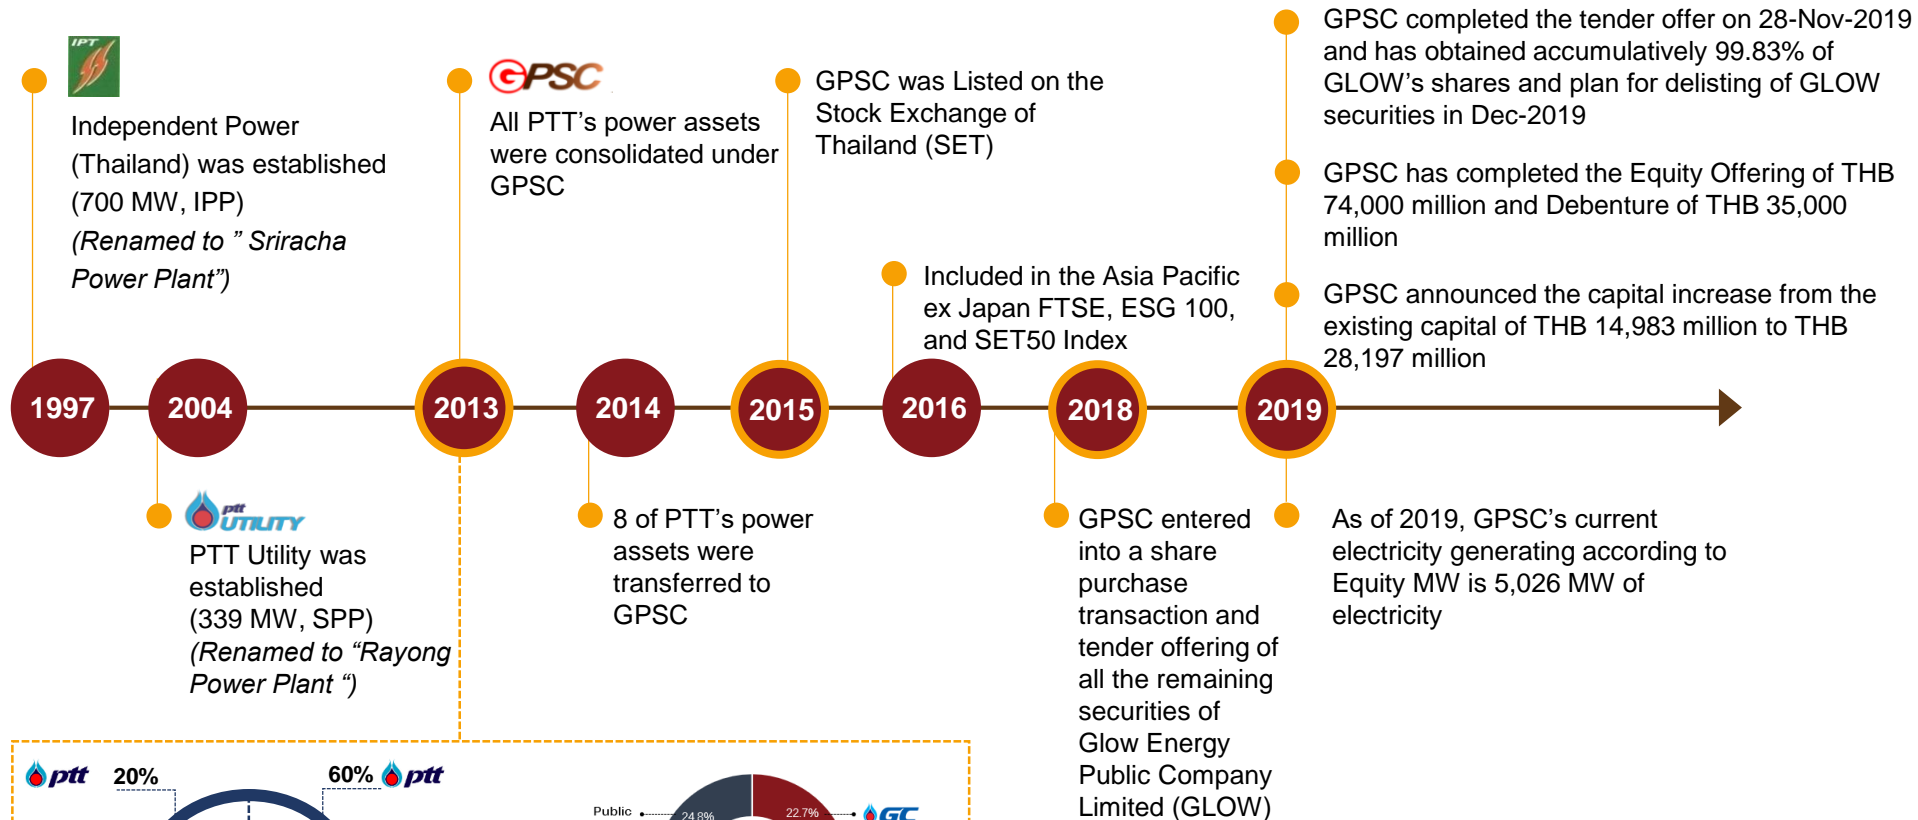 IPT
Independent Power
(Thailand) was established
(700 MW, IPP)
(Renamed to ” Sriracha
Power Plant”)
GPSC
All PTT’s power assets
were consolidated under
GPSC
GPSC was Listed on the
Stock Exchange of
Thailand (SET)
Included in the Asia Pacific
ex Japan FTSE, ESG 100,
and SET50 Index
GPSC completed the tender offer on 28-Nov-2019
and has obtained accumulatively 99.83% of
GLOW’s shares and plan for delisting of GLOW
securities in Dec-2019
GPSC has completed the Equity Offering of THB
74,000 million and Debenture of THB 35,000
million
GPSC announced the capital increase from the
existing capital of THB 14,983 million to THB
28,197 million
1997
2004
2013
2014
2015
2016
2018
2019
ptt
UTILITY
PTT Utility was
established
(339 MW, SPP)
(Renamed to “Rayong
Power Plant “)
8 of PTT’s power
assets were
transferred to
GPSC
GPSC entered
into a share
purchase
transaction and
tender offering of
all the remaining
securities of
Glow Energy
Public Company
Limited (GLOW)
As of 2019, GPSC’s current
electricity generating according to
Equity MW is 5,026 MW of
electricity
ptt
20%
60%
ptt
Public
24.8%
22.7%
GC